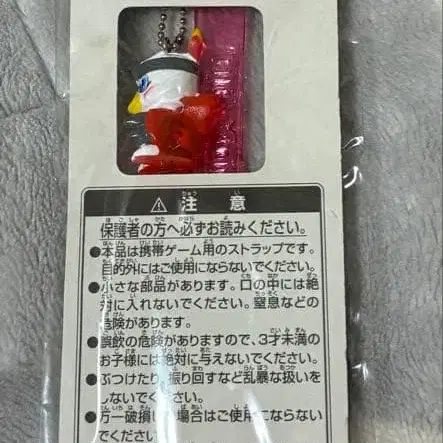 ⚠ 注意
保護者の方へ必ずお読みください。
●本品は携帯ゲーム用のストラップです。
目的外にはご使用にならないでください。
●小さな部品があります。口の中には絶
対に入れないでください。窒息などの
危険があります。
●誤飲の危険がありますので、3才未満の
お子様には絶対に与えないでください。
●ぶつけたり、振り回すなど乱暴な扱いを
しないでください。
●万一破損した場合はご使用にならない
でください。